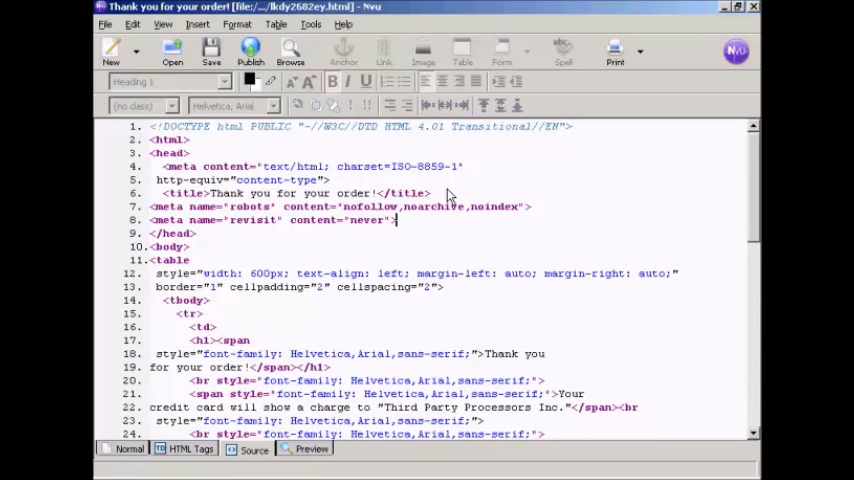 Thank you for your order! [file:/.../lkdy2682ey.html] - Nvu
File Edit View Insert Format Table Tools Help
New Open Save Publish Browse Anchor Link Image Table Form Spell Print NVU
Heading 1 A A B I U
(no class) Helvetica, Arial ! !!
1. <!DOCTYPE html PUBLIC "-//W3C//DTD HTML 4.01 Transitional//EN">
2. <html>
3. <head>
4. <meta content="text/html; charset=ISO-8859-1"
5. http-equiv="content-type">
6. <title>Thank you for your order!</title>
7. <meta name="robots" content="nofollow,noarchive,noindex">
8. <meta name="revisit" content="never">
9. </head>
10. <body>
11. <table
12. style="width: 600px; text-align: left; margin-left: auto; margin-right: auto;"
13. border="1" cellpadding="2" cellspacing="2">
14. <tbody>
15. <tr>
16. <td>
17. <h1><span
18. style="font-family: Helvetica,Arial,sans-serif;">Thank you
19. for your order!</span></h1>
20. <br style="font-family: Helvetica,Arial,sans-serif;">
21. <span style="font-family: Helvetica,Arial,sans-serif;">Your
22. credit card will show a charge to "Third Party Processors Inc."</span><br
23. style="font-family: Helvetica,Arial,sans-serif;">
24. <br style="font-family: Helvetica,Arial,sans-serif;">
Normal HTML Tags Source Preview